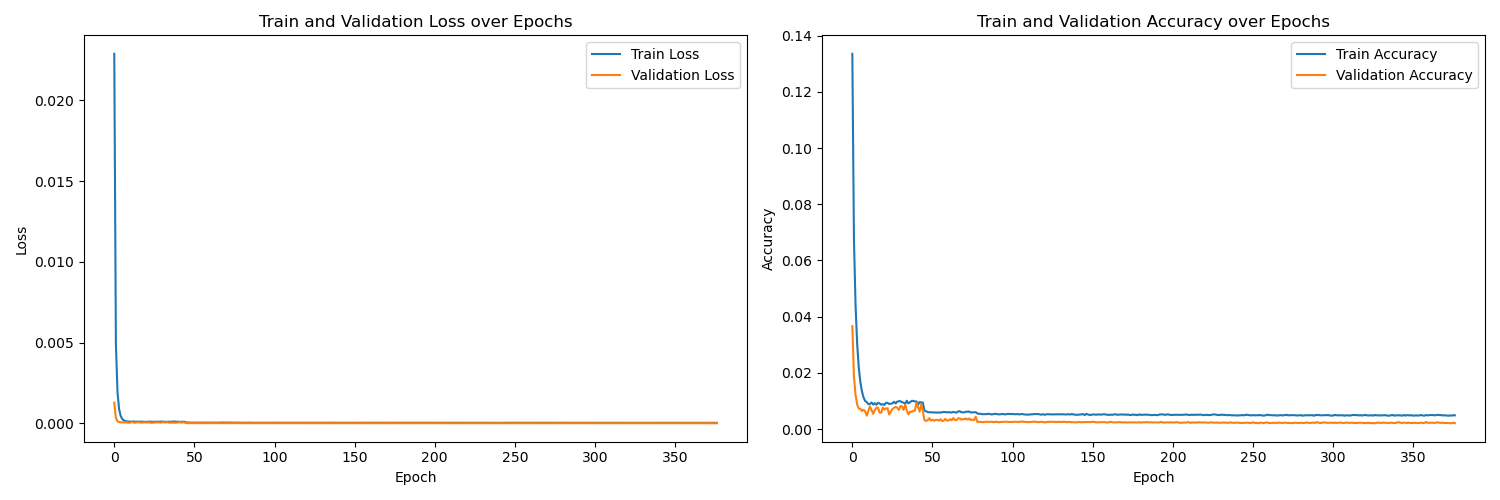 Train and Validation Loss over Epochs
Train Loss
Validation Loss
0.020
0.015
0.010
0.005
0.000
Loss
0
50
100
150
200
250
300
350
Epoch
Train and Validation Accuracy over Epochs
Train Accuracy
Validation Accuracy
0.14
0.12
0.10
0.08
0.06
0.04
0.02
0.00
Accuracy
0
50
100
150
200
250
300
350
Epoch